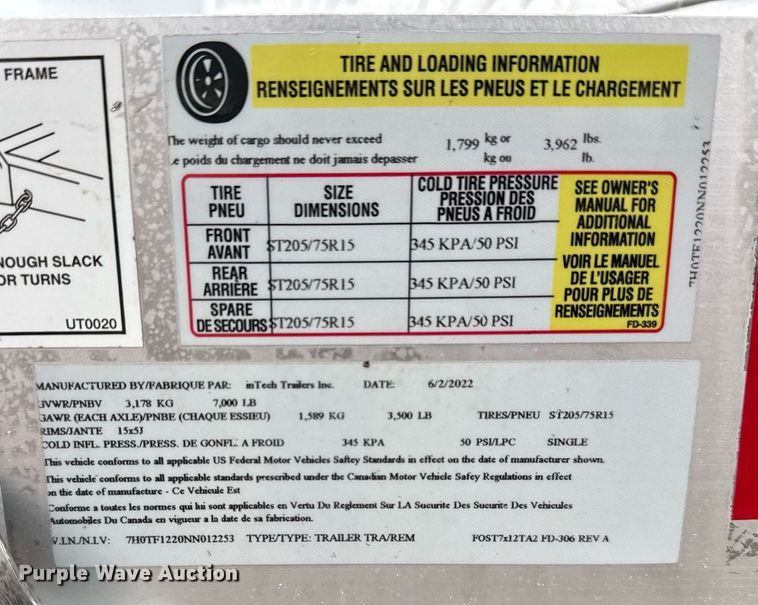 FRAME
NOUGH SLACK
OR TURNS
UT0020
TIRE AND LOADING INFORMATION
RENSEIGNEMENTS SUR LES PNEUS ET LE CHARGEMENT
The weight of cargo should never exceed 1,799 kg or 3,962 lbs.
Le poids du chargement ne doit jamais depasser kg ou lb.
TIRE SIZE COLD TIRE PRESSURE
PNEU DIMENSIONS PRESSION DES
PNEUS A FROID
FRONT
AVANT ST205/75R15 345 KPA/50 PSI
REAR
ARRIÈRE ST205/75R15 345 KPA/50 PSI
SPARE
DE SECOURS ST205/75R15 345 KPA/50 PSI
SEE OWNER'S
MANUAL FOR
ADDITIONAL
INFORMATION
VOIR LE MANUEL
DE L'USAGER
POUR PLUS DE
RENSEIGNEMENTS
FD-339
7H0TF1220NN012253
MANUFACTURED BY/FABRIQUE PAR: inTech Trailers Inc. DATE: 6/2/2022
GVWR/PNBV 3,178 KG 7,000 LB
GAWR (EACH AXLE)/PNBE (CHAQUE ESSIEU) 1,589 KG 3,500 LB TIRES/PNEU ST205/75R15
RIMS/JANTE 15x5J
COLD INFL. PRESS./PRESS. DE GONFL. A FROID 345 KPA 50 PSI/LPC SINGLE
This vehicle conforms to all applicable US Federal Motor Vehicles Saftey Standards in effect on the date of manufacturer shown.
This vehicle conforms to all applicable standards prescribed under the Canadian Motor Vehicle Safey Regulations in effect
on the date of manufacture - Ce Vehicule Est
Conforme a toutes les normes qui lui sont applicables en Vertu Du Reglement Sur LA Sucurite Des Sucurite Des Vehicules
Automobiles Du Canada en vigueur a la date de sa fabrication.
V.I.N./N.I.V: 7H0TF1220NN012253 TYPE/TYPE: TRAILER TRA/REM FOST7x12TA2 FD-306 REV A
Purple Wave Auction